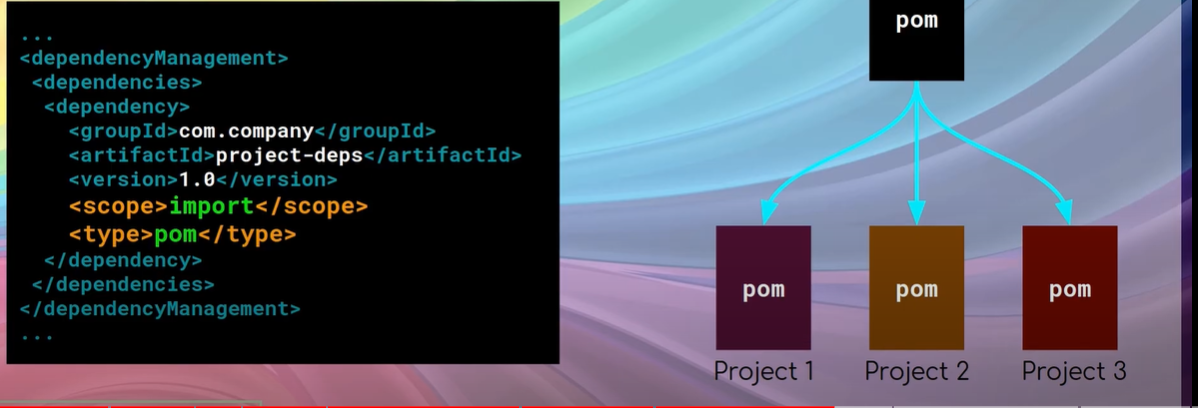 ...
<dependencyManagement>
<dependencies>
<dependency>
<groupId>com.company</groupId>
<artifactId>project-deps</artifactId>
<version>1.0</version>
<scope>import</scope>
<type>pom</type>
</dependency>
</dependencies>
</dependencyManagement>
...
pom
pom
pom
pom
Project 1
Project 2
Project 3